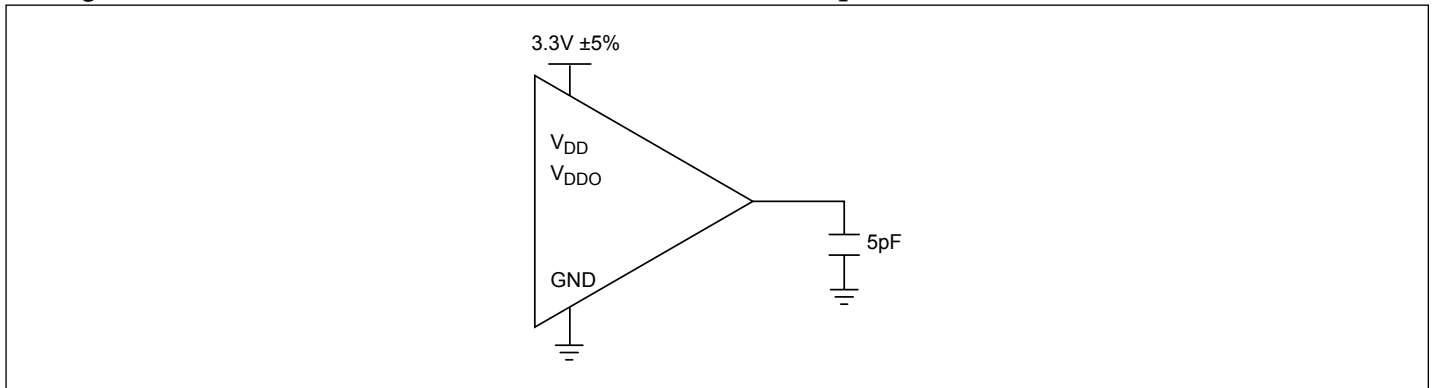 3.3V ±5%
V_DD
V_DDO
5pF
GND